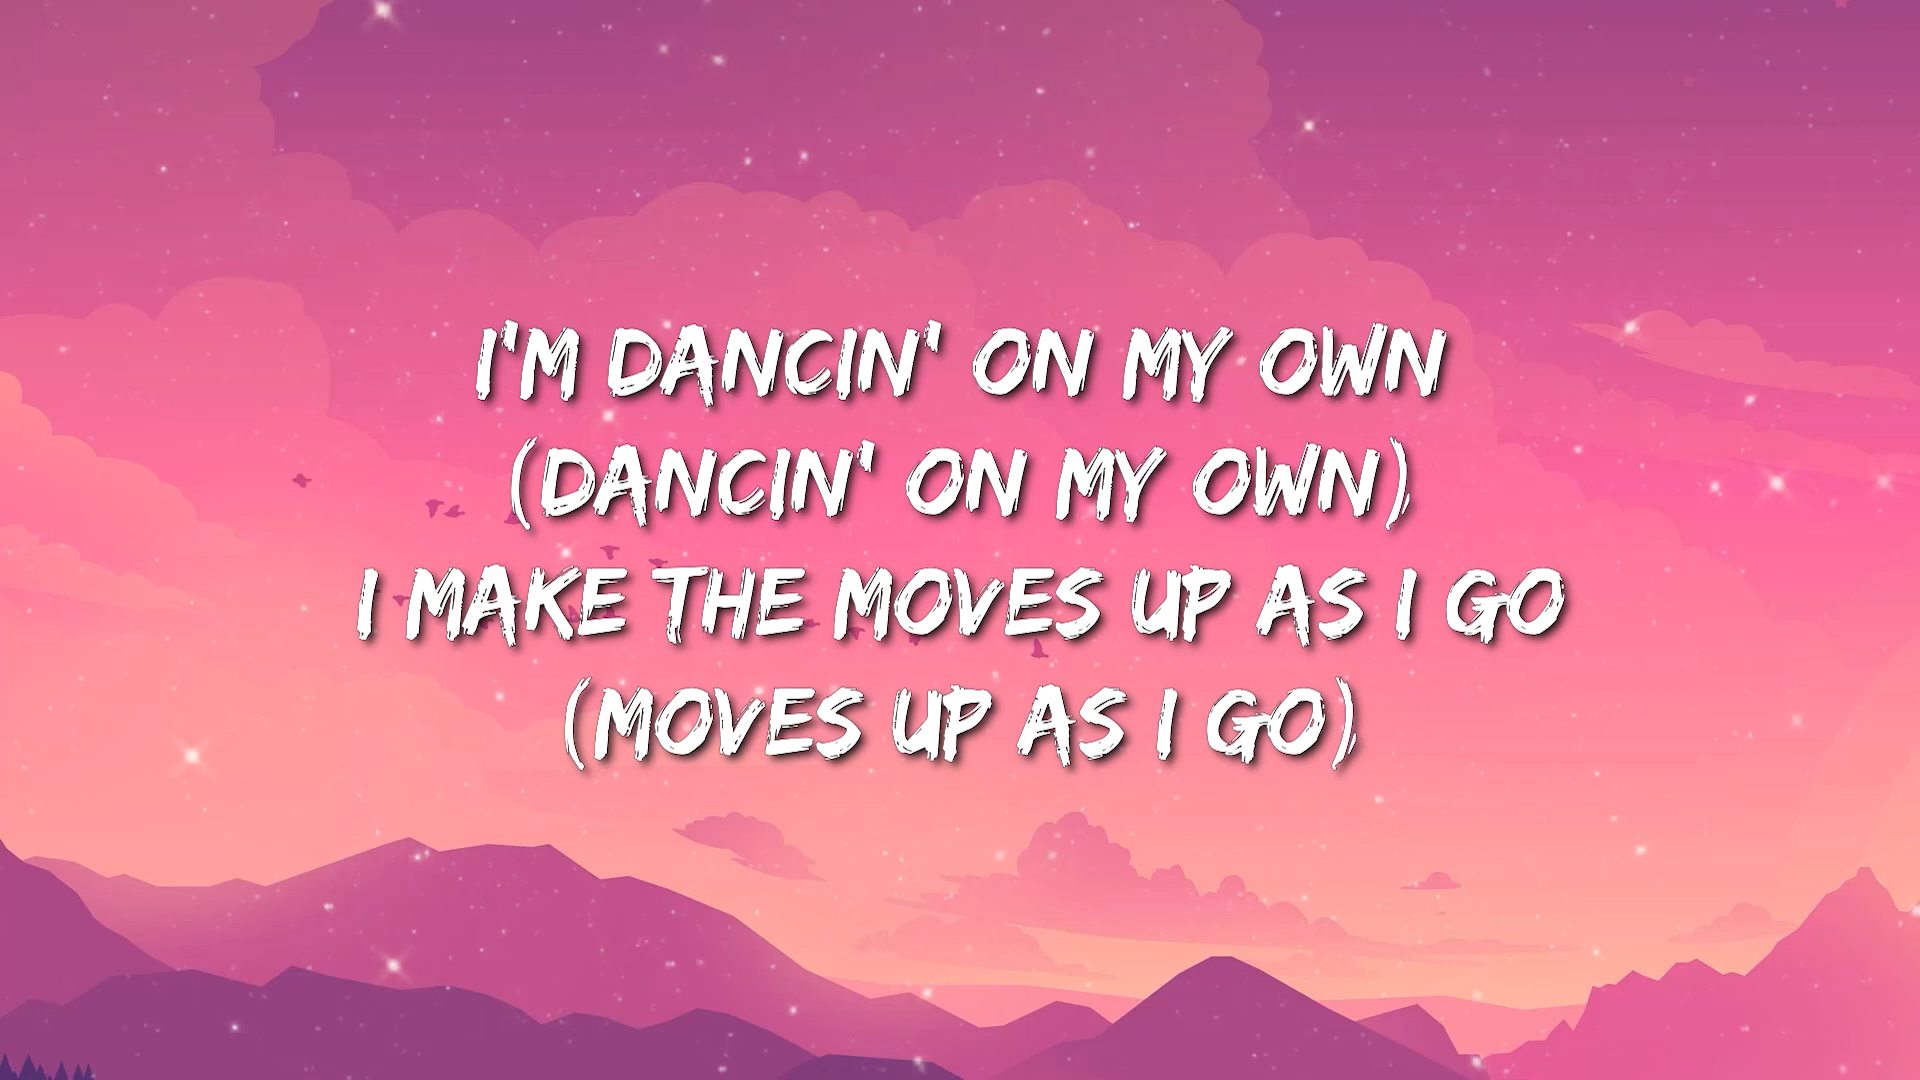 I'M DANCIN' ON MY OWN
(DANCIN' ON MY OWN)
I MAKE THE MOVES UP AS I GO
(MOVES UP AS I GO)